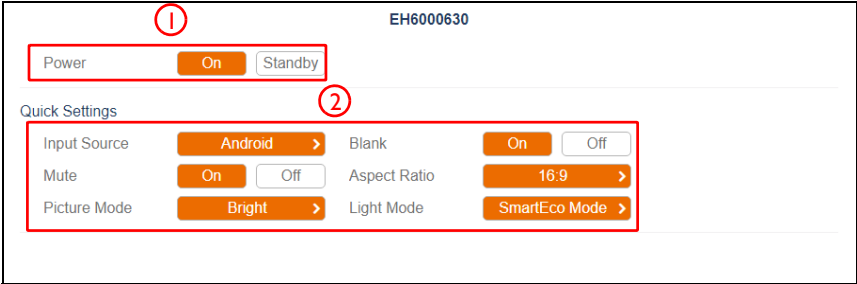 EH6000630
1
Power On Standby
2
Quick Settings
Input Source Android > Blank On Off
Mute On Off Aspect Ratio 16:9 >
Picture Mode Bright > Light Mode SmartEco Mode >